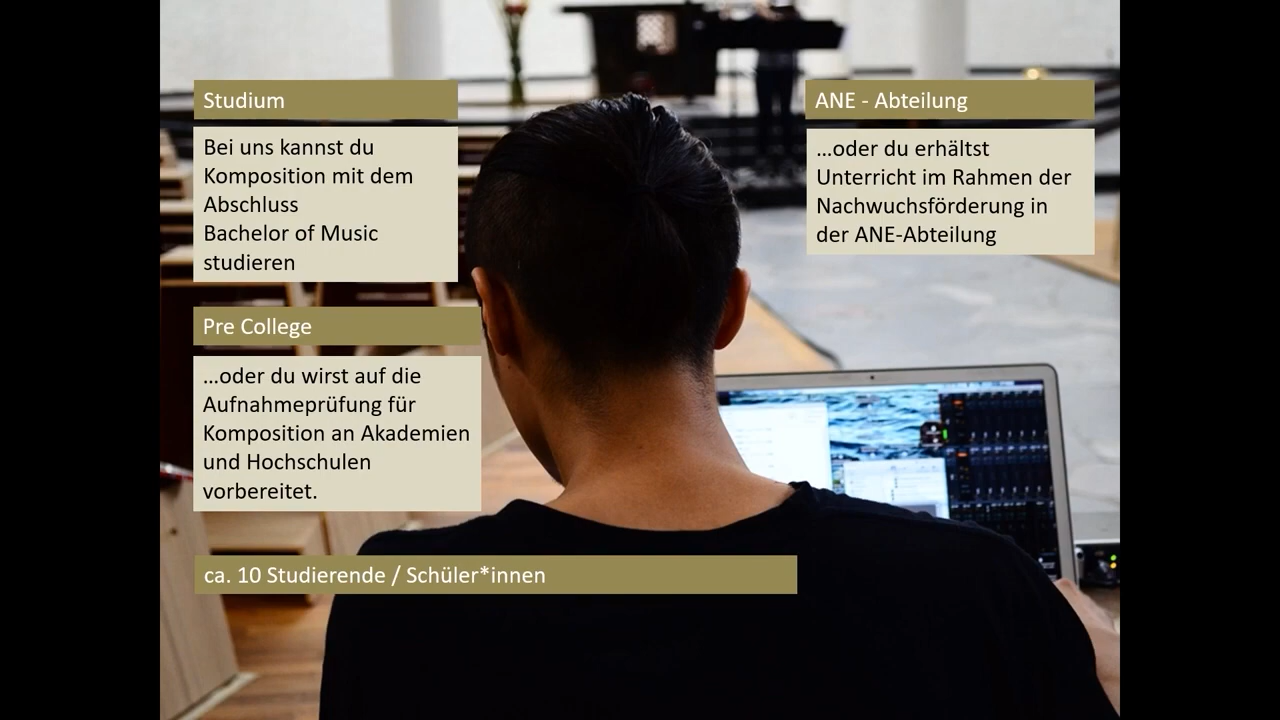 Studium
Bei uns kannst du
Komposition mit dem
Abschluss
Bachelor of Music
studieren
Pre College
…oder du wirst auf die
Aufnahmeprüfung für
Komposition an Akademien
und Hochschulen
vorbereitet.
ANE - Abteilung
…oder du erhältst
Unterricht im Rahmen der
Nachwuchsförderung in
der ANE-Abteilung
ca. 10 Studierende / Schüler*innen